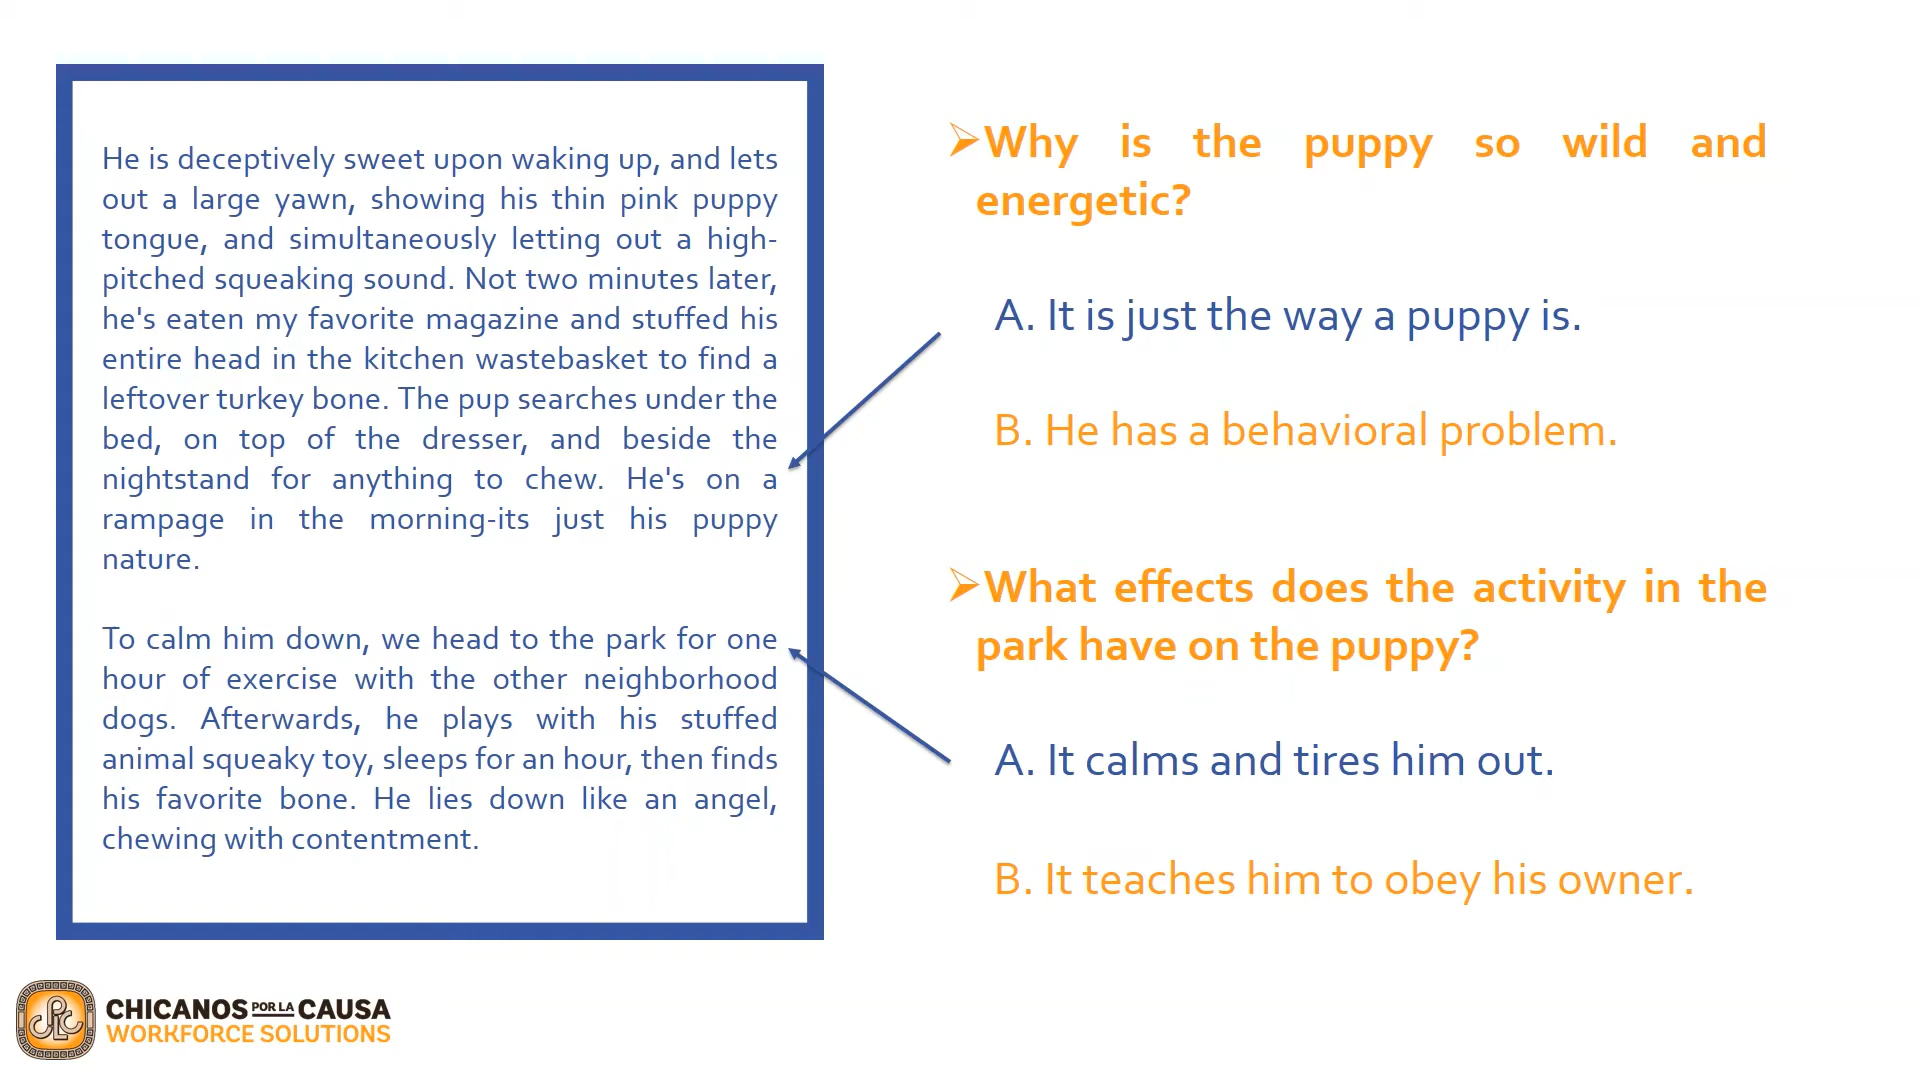 He is deceptively sweet upon waking up, and lets
out a large yawn, showing his thin pink puppy
tongue, and simultaneously letting out a high-
pitched squeaking sound. Not two minutes later,
he's eaten my favorite magazine and stuffed his
entire head in the kitchen wastebasket to find a
leftover turkey bone. The pup searches under the
bed, on top of the dresser, and beside the
nightstand for anything to chew. He's on a
rampage in the morning-its just his puppy
nature.
To calm him down, we head to the park for one
hour of exercise with the other neighborhood
dogs. Afterwards, he plays with his stuffed
animal squeaky toy, sleeps for an hour, then finds
his favorite bone. He lies down like an angel,
chewing with contentment.
Why is the puppy so wild and
energetic?
A. It is just the way a puppy is.
B. He has a behavioral problem.
What effects does the activity in the
park have on the puppy?
A. It calms and tires him out.
B. It teaches him to obey his owner.
CPLC
CHICANOS POR LA CAUSA
WORKFORCE SOLUTIONS